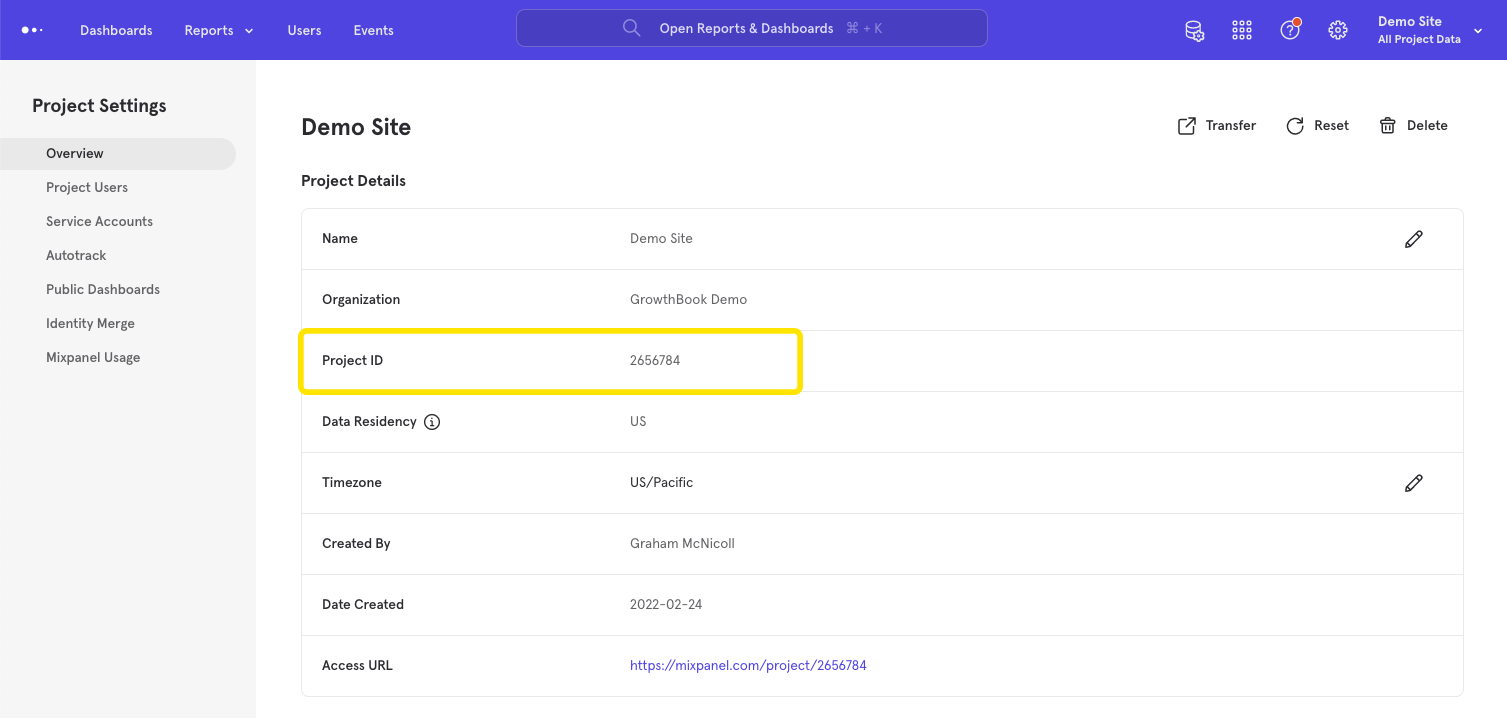 Dashboards Reports Users Events Open Reports & Dashboards ⌘ + K Demo Site
All Project Data
Project Settings
Overview
Project Users
Service Accounts
Autotrack
Public Dashboards
Identity Merge
Mixpanel Usage
Demo Site Transfer Reset Delete
Project Details
Name Demo Site
Organization GrowthBook Demo
Project ID 2656784
Data Residency US
Timezone US/Pacific
Created By Graham McNicoll
Date Created 2022-02-24
Access URL https://mixpanel.com/project/2656784